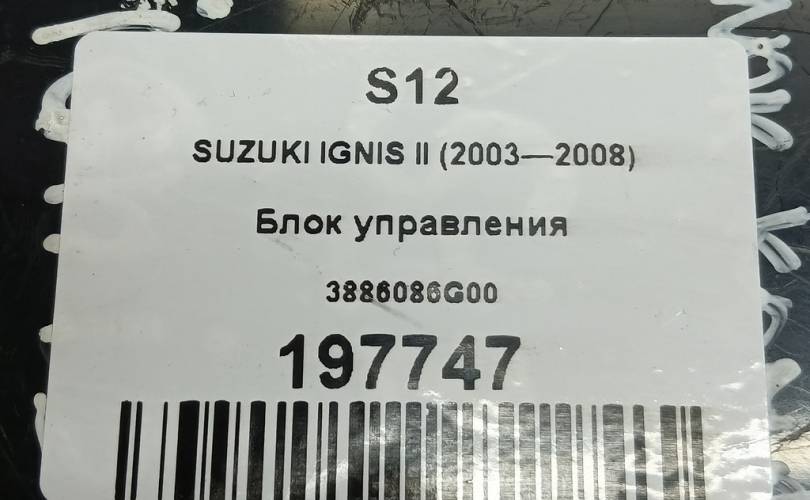 S12
SUZUKI IGNIS II (2003—2008)
Блок управления
3886086G00
197747